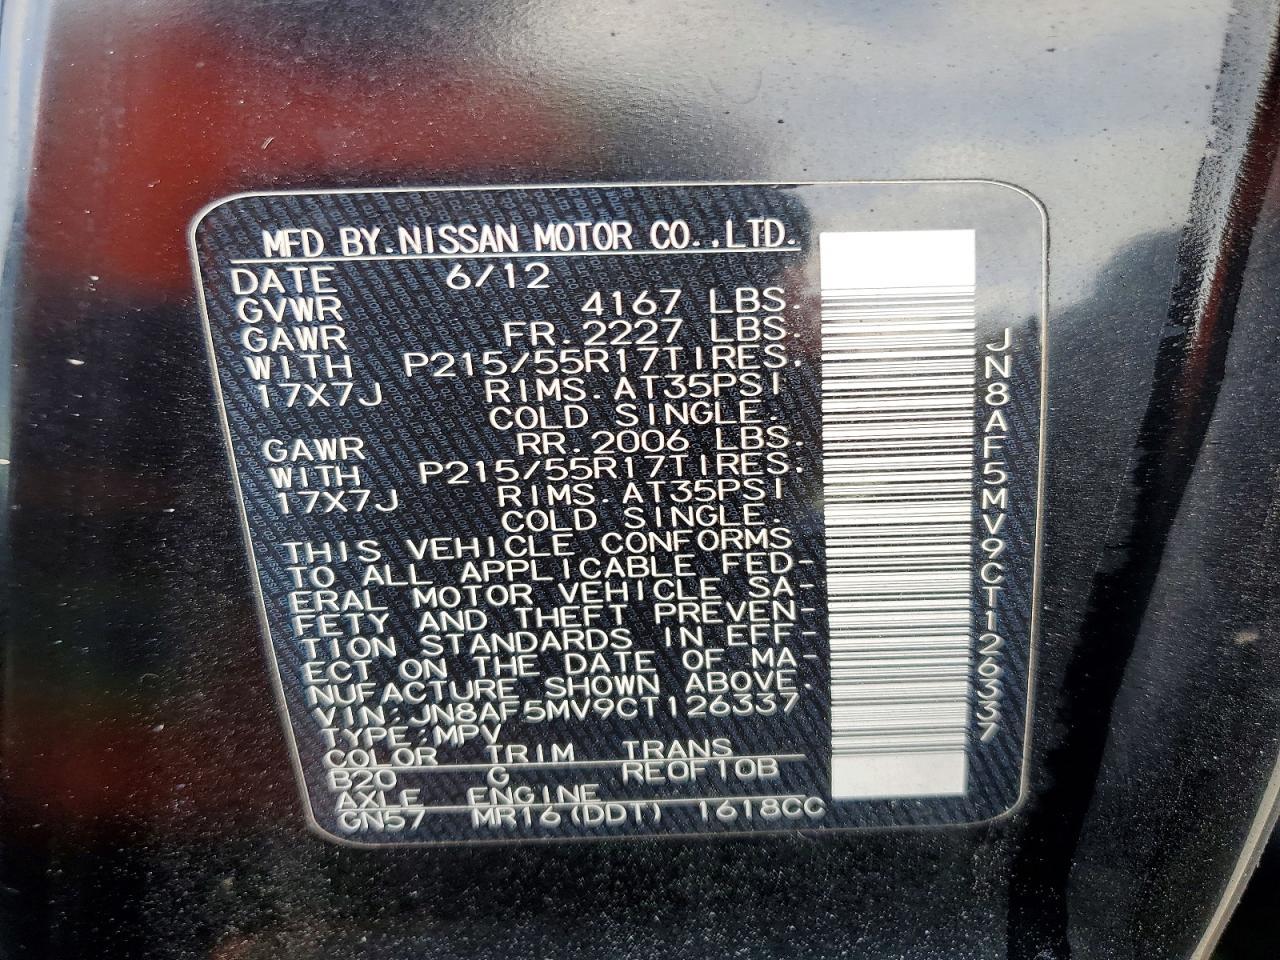 MFD BY.NISSAN MOTOR CO.,LTD.
DATE 6/12
GVWR 4167 LBS.
GAWR FR.2227 LBS.
WITH P215/55R17TIRES.
17X7J RIMS.AT35PSI
COLD SINGLE.
GAWR RR.2006 LBS.
WITH P215/55R17TIRES.
17X7J RIMS.AT35PSI
COLD SINGLE.
THIS VEHICLE CONFORMS
TO ALL APPLICABLE FED-
ERAL MOTOR VEHICLE SA-
FETY AND THEFT PREVEN-
TION STANDARDS IN EFF-
ECT ON THE DATE OF MA-
NUFACTURE SHOWN ABOVE.
VIN:JN8AF5MV9CT126337
TYPE:MPV
COLOR TRIM TRANS
B20 G RE0F10B
AXLE ENGINE
GN57 MR16(DDT) 1618CC
JN8AF5MV9CT126337